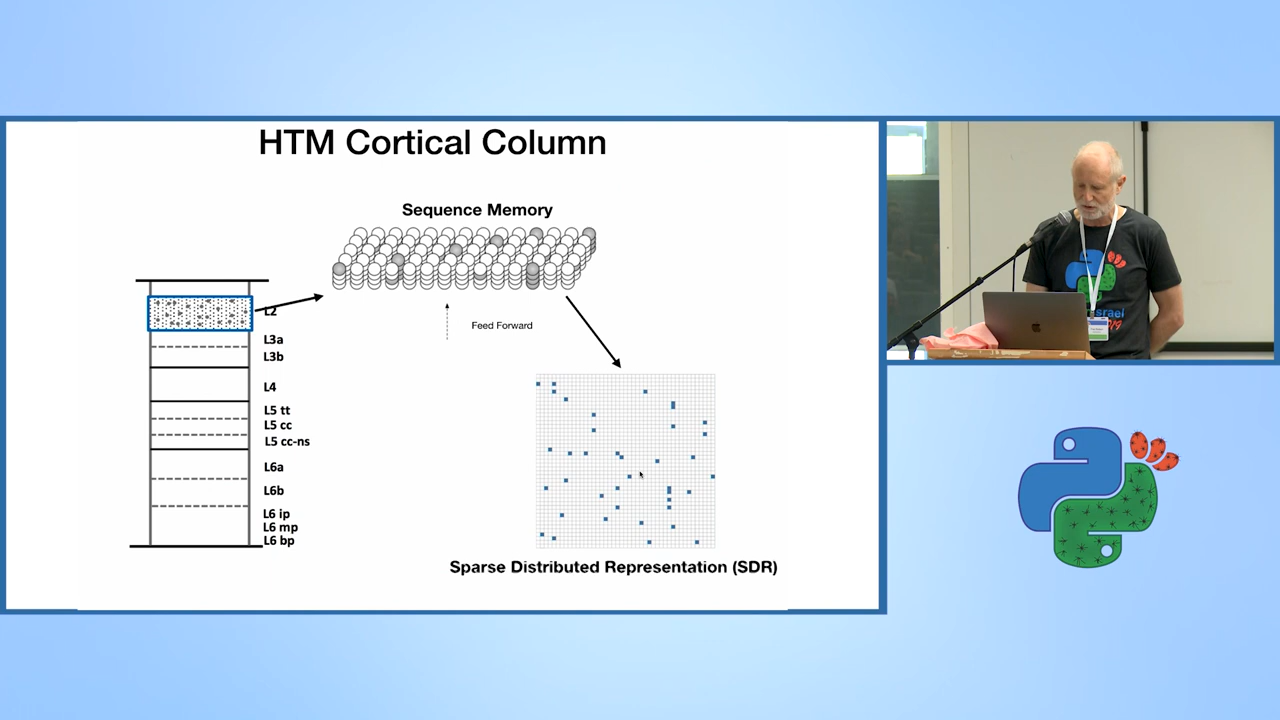 HTM Cortical Column
Sequence Memory
L2
L3a
L3b
Feed Forward
L4
L5 tt
L5 cc
L5 cc-ns
L6a
L6b
L6 ip
L6 mp
L6 bp
Sparse Distributed Representation (SDR)